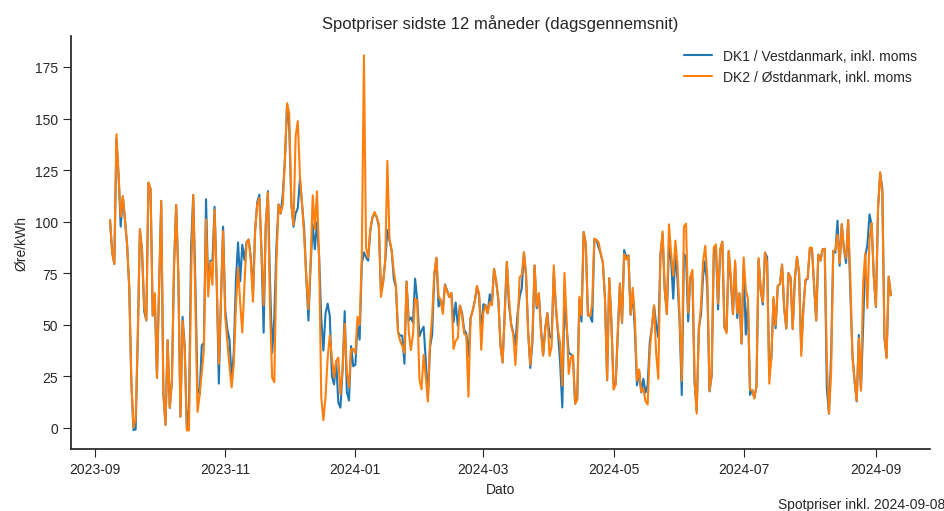 Spotpriser sidste 12 måneder (dagsgennemsnit)
DK1 / Vestdanmark, inkl. moms
DK2 / Østdanmark, inkl. moms
Øre/kWh
175
150
125
100
75
50
25
0
2023-09 2023-11 2024-01 2024-03 2024-05 2024-07 2024-09
Dato
Spotpriser inkl. 2024-09-08